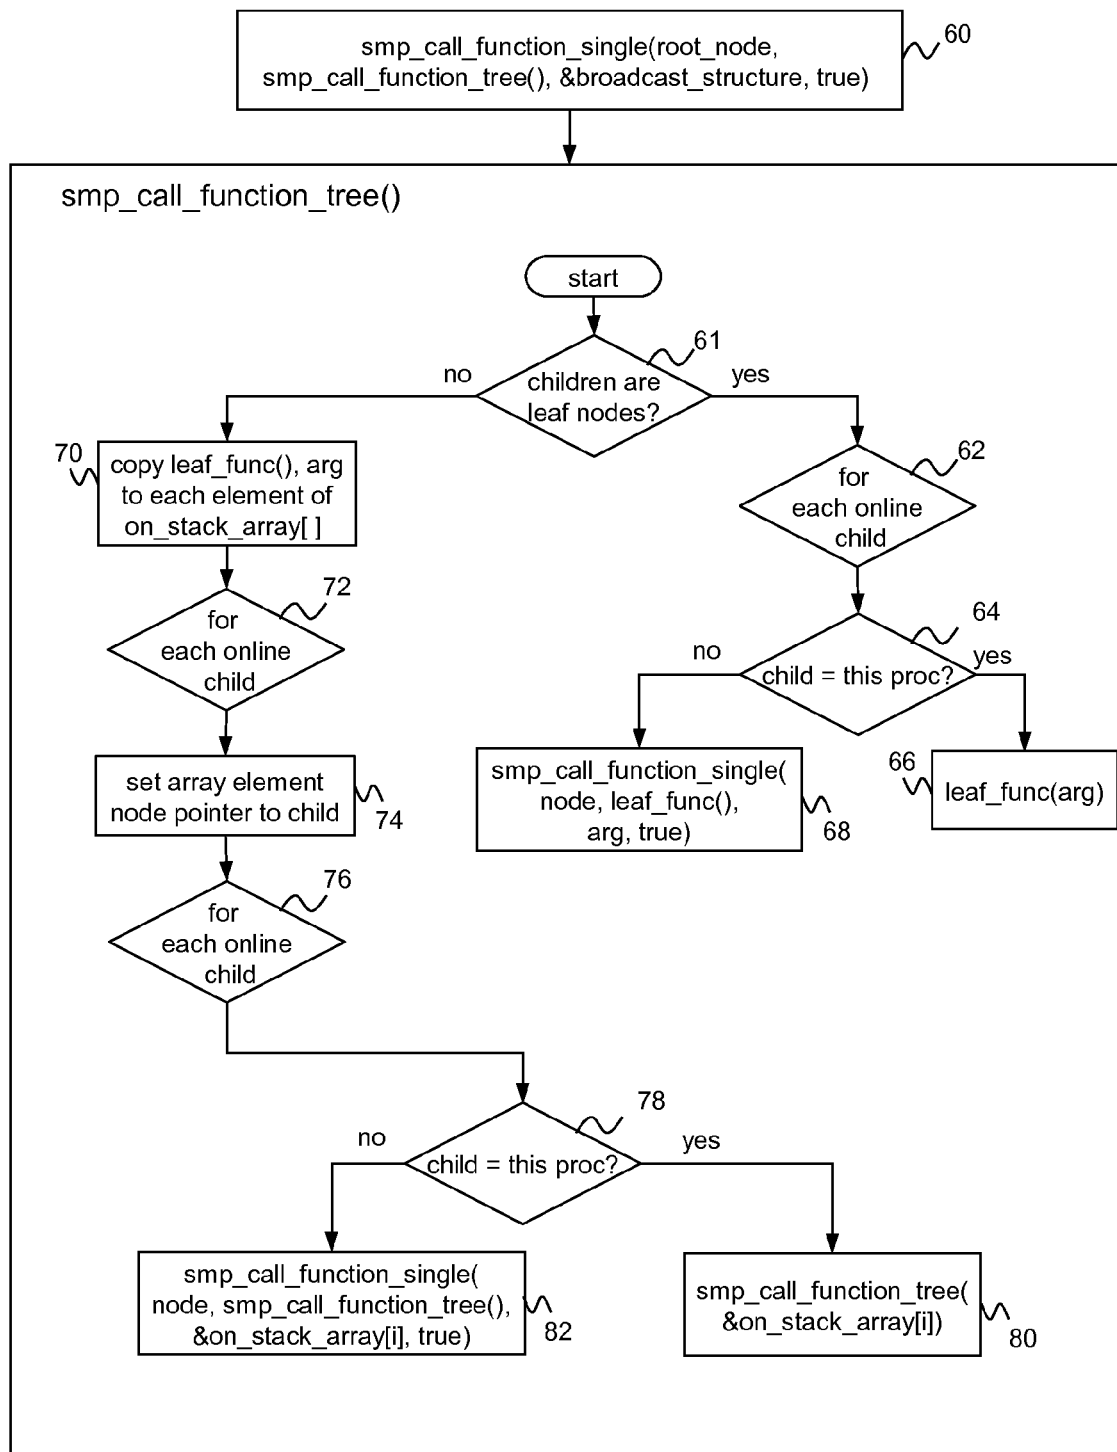 smp_call_function_single(root_node,
smp_call_function_tree(), &broadcast_structure, true)
60
smp_call_function_tree()
start
61
no
yes
children are
leaf nodes?
70
copy leaf_func(), arg
to each element of
on_stack_array[ ]
62
for
each online
child
72
for
each online
child
64
no
yes
child = this proc?
set array element
node pointer to child
74
smp_call_function_single(
node, leaf_func(),
arg, true)
68
66
leaf_func(arg)
76
for
each online
child
78
no
yes
child = this proc?
smp_call_function_single(
node, smp_call_function_tree(),
&on_stack_array[i], true)
82
smp_call_function_tree(
&on_stack_array[i])
80